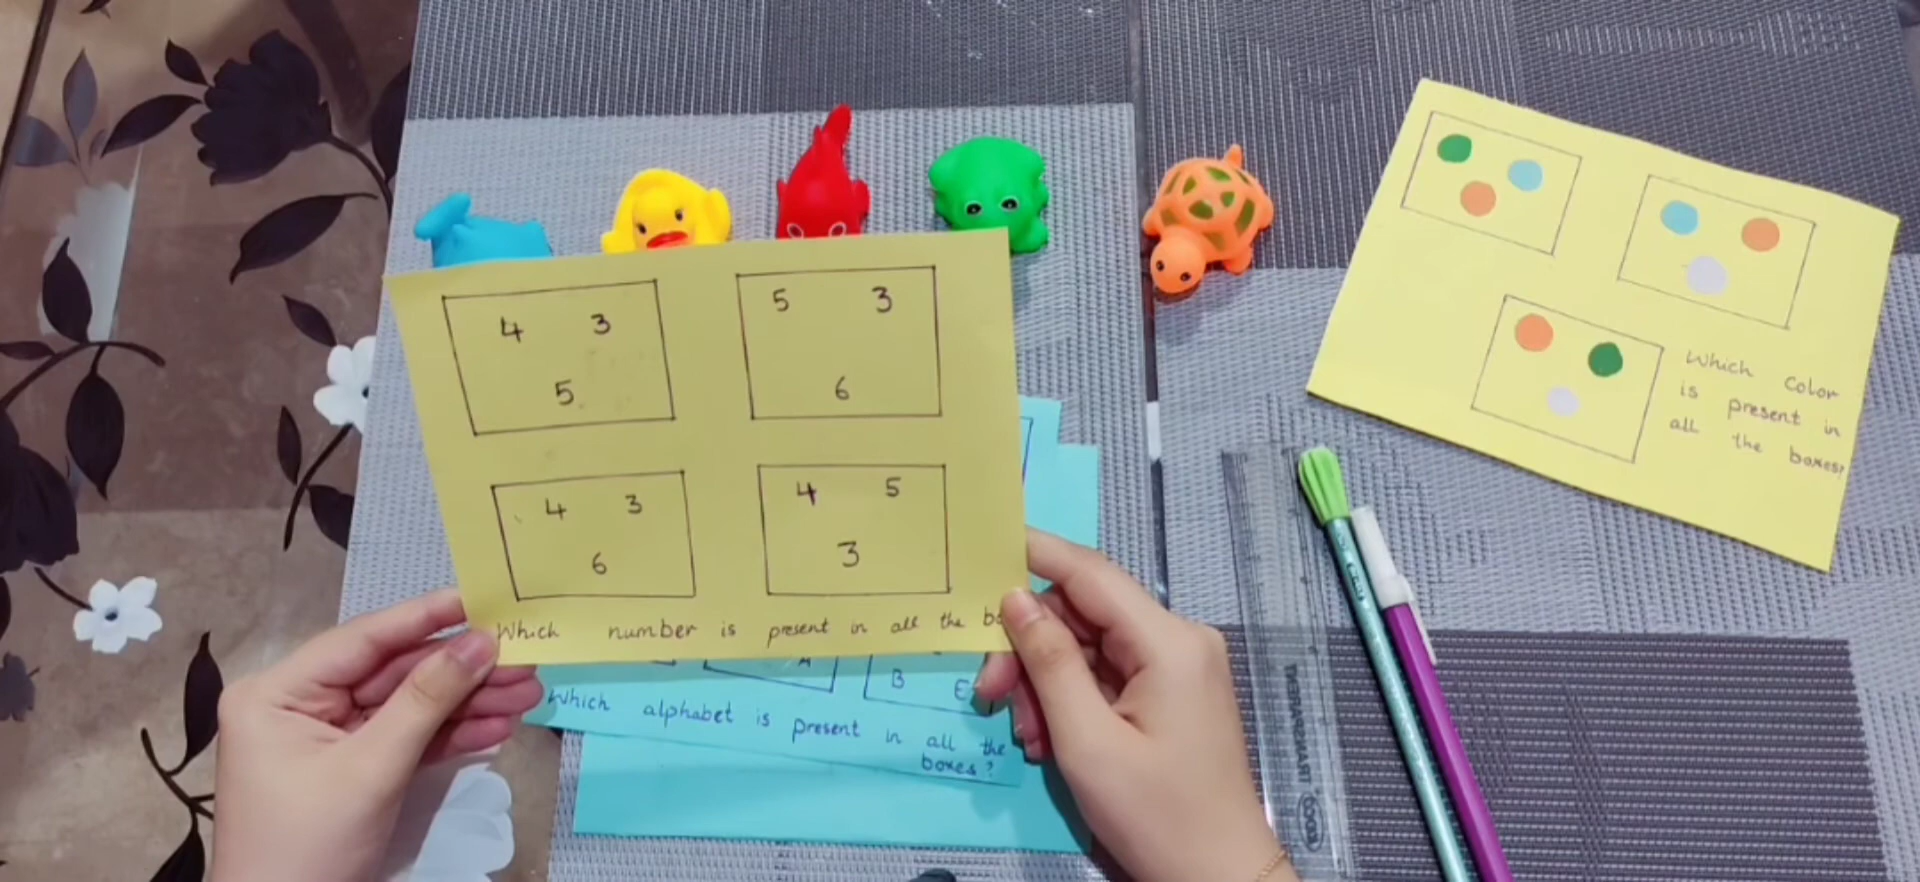 4 3
5
5 3
6
4 3
6
4 5
3
Which number is present in all the
B E
Which alphabet is present in all the
boxes?
Which color
is present in
all the boxes?